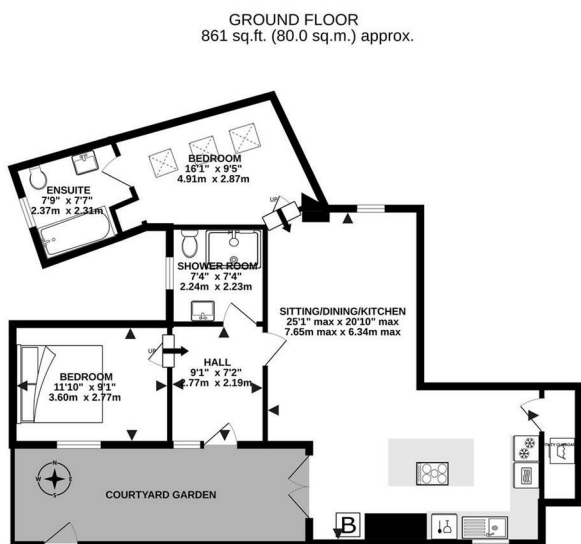 GROUND FLOOR
861 sq.ft. (80.0 sq.m.) approx.
BEDROOM
16'1" x 9'5"
4.91m x 2.87m
ENSUITE
7'9" x 7'7"
2.37m x 2.31m
UP
SHOWER ROOM
7'4" x 7'4"
2.24m x 2.23m
SITTING/DINING/KITCHEN
25'1" max x 20'10" max
7.65m max x 6.34m max
UP
HALL
9'1" x 7'2"
2.77m x 2.19m
BEDROOM
11'10" x 9'1"
3.60m x 2.77m
N
W E
S
COURTYARD GARDEN
B